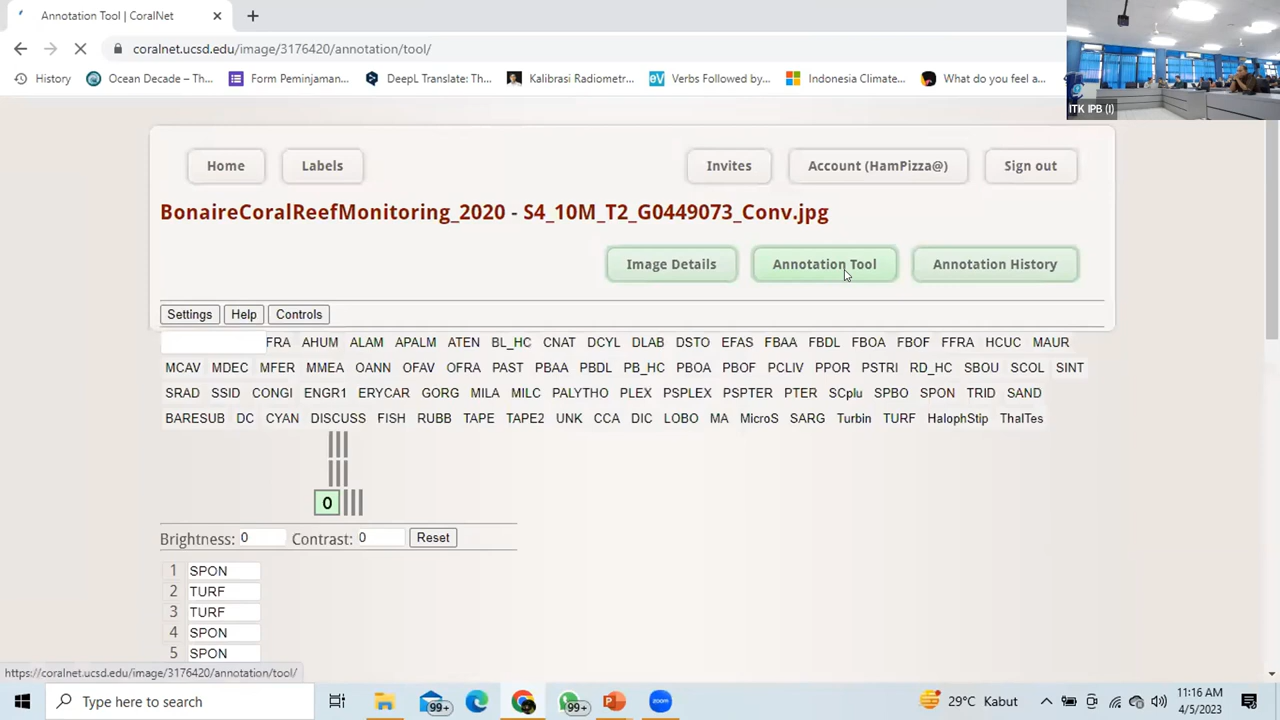 Annotation Tool | CoralNet
coralnet.ucsd.edu/image/3176420/annotation/tool/
History Ocean Decade – Th... Form Peminjaman... DeepL Translate: Th... Kalibrasi Radiometr... Verbs Followed by... Indonesia Climate... What do you feel a...
ITK IPB (I)
Home Labels Invites Account (HamPizza@) Sign out
BonaireCoralReefMonitoring_2020 - S4_10M_T2_G0449073_Conv.jpg
Image Details Annotation Tool Annotation History
Settings Help Controls
FRA AHUM ALAM APALM ATEN BL_HC CNAT DCYL DLAB DSTO EFAS FBAA FBDL FBOA FBOF FFRA HCUC MAUR
MCAV MDEC MFER MMEA OANN OFAV OFRA PAST PBAA PBDL PB_HC PBOA PBOF PCLIV PPOR PSTRI RD_HC SBOU SCOL SINT
SRAD SSID CONGI ENGR1 ERYCAR GORG MILA MILC PALYTHO PLEX PSPLEX PSPTER PTER SCplu SPBO SPON TRID SAND
BARESUB DC CYAN DISCUSS FISH RUBB TAPE TAPE2 UNK CCA DIC LOBO MA MicroS SARG Turbin TURF HalophStip ThalTes
0
Brightness: 0 Contrast: 0 Reset
1 SPON
2 TURF
3 TURF
4 SPON
5 SPON
https://coralnet.ucsd.edu/image/3176420/annotation/tool/
Type here to search 99+ 99+ zoom 29°C Kabut 11:16 AM
4/5/2023